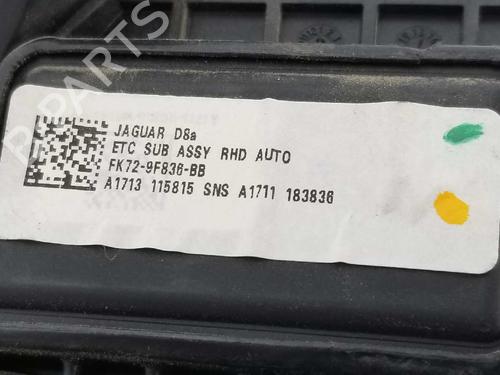 JAGUAR D8a
ETC SUB ASSY RHD AUTO
FK72-9F836-BB
A1713 115815 SNS A1711 183836